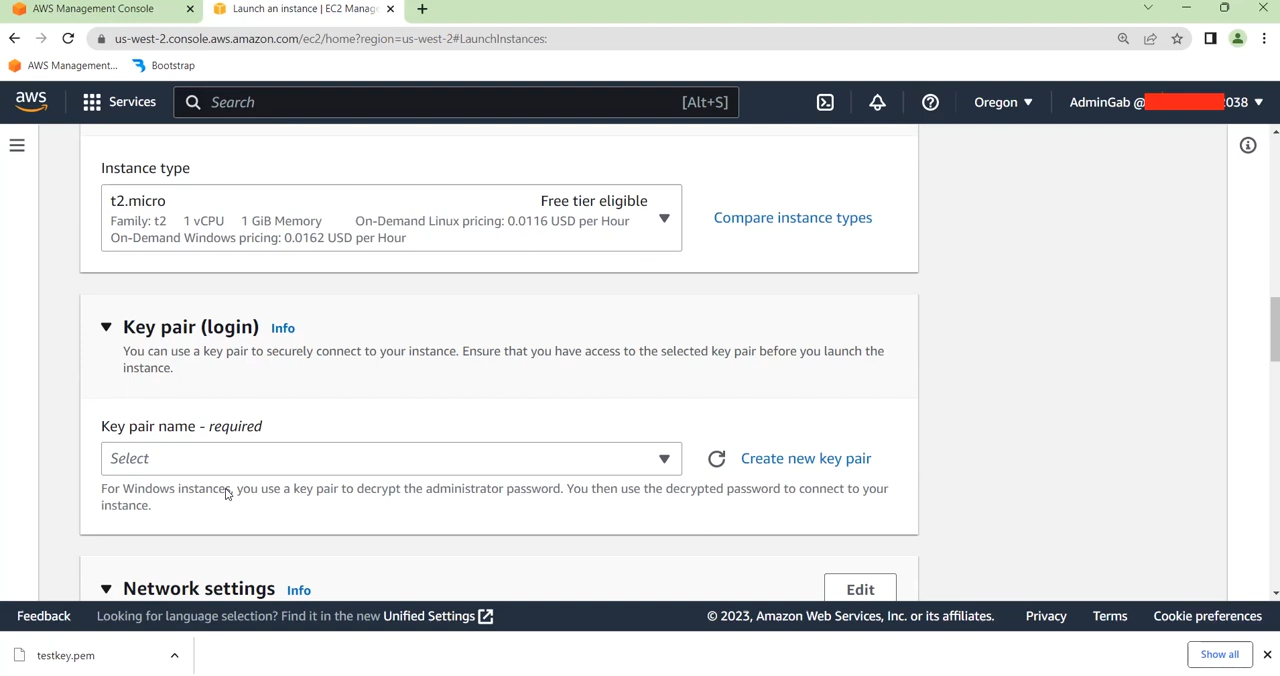 AWS Management Console
Launch an instance | EC2 Manag
us-west-2.console.aws.amazon.com/ec2/home?region=us-west-2#LaunchInstances:
AWS Management...
Bootstrap
aws
Services
Search
[Alt+S]
Oregon
AdminGab @
:038
Instance type
t2.micro
Free tier eligible
Family: t2 1 vCPU 1 GiB Memory On-Demand Linux pricing: 0.0116 USD per Hour
On-Demand Windows pricing: 0.0162 USD per Hour
Compare instance types
Key pair (login)
Info
You can use a key pair to securely connect to your instance. Ensure that you have access to the selected key pair before you launch the
instance.
Key pair name - required
Select
Create new key pair
For Windows instances, you use a key pair to decrypt the administrator password. You then use the decrypted password to connect to your
instance.
Network settings
Info
Edit
Feedback
Looking for language selection? Find it in the new Unified Settings
© 2023, Amazon Web Services, Inc. or its affiliates.
Privacy
Terms
Cookie preferences
testkey.pem
Show all